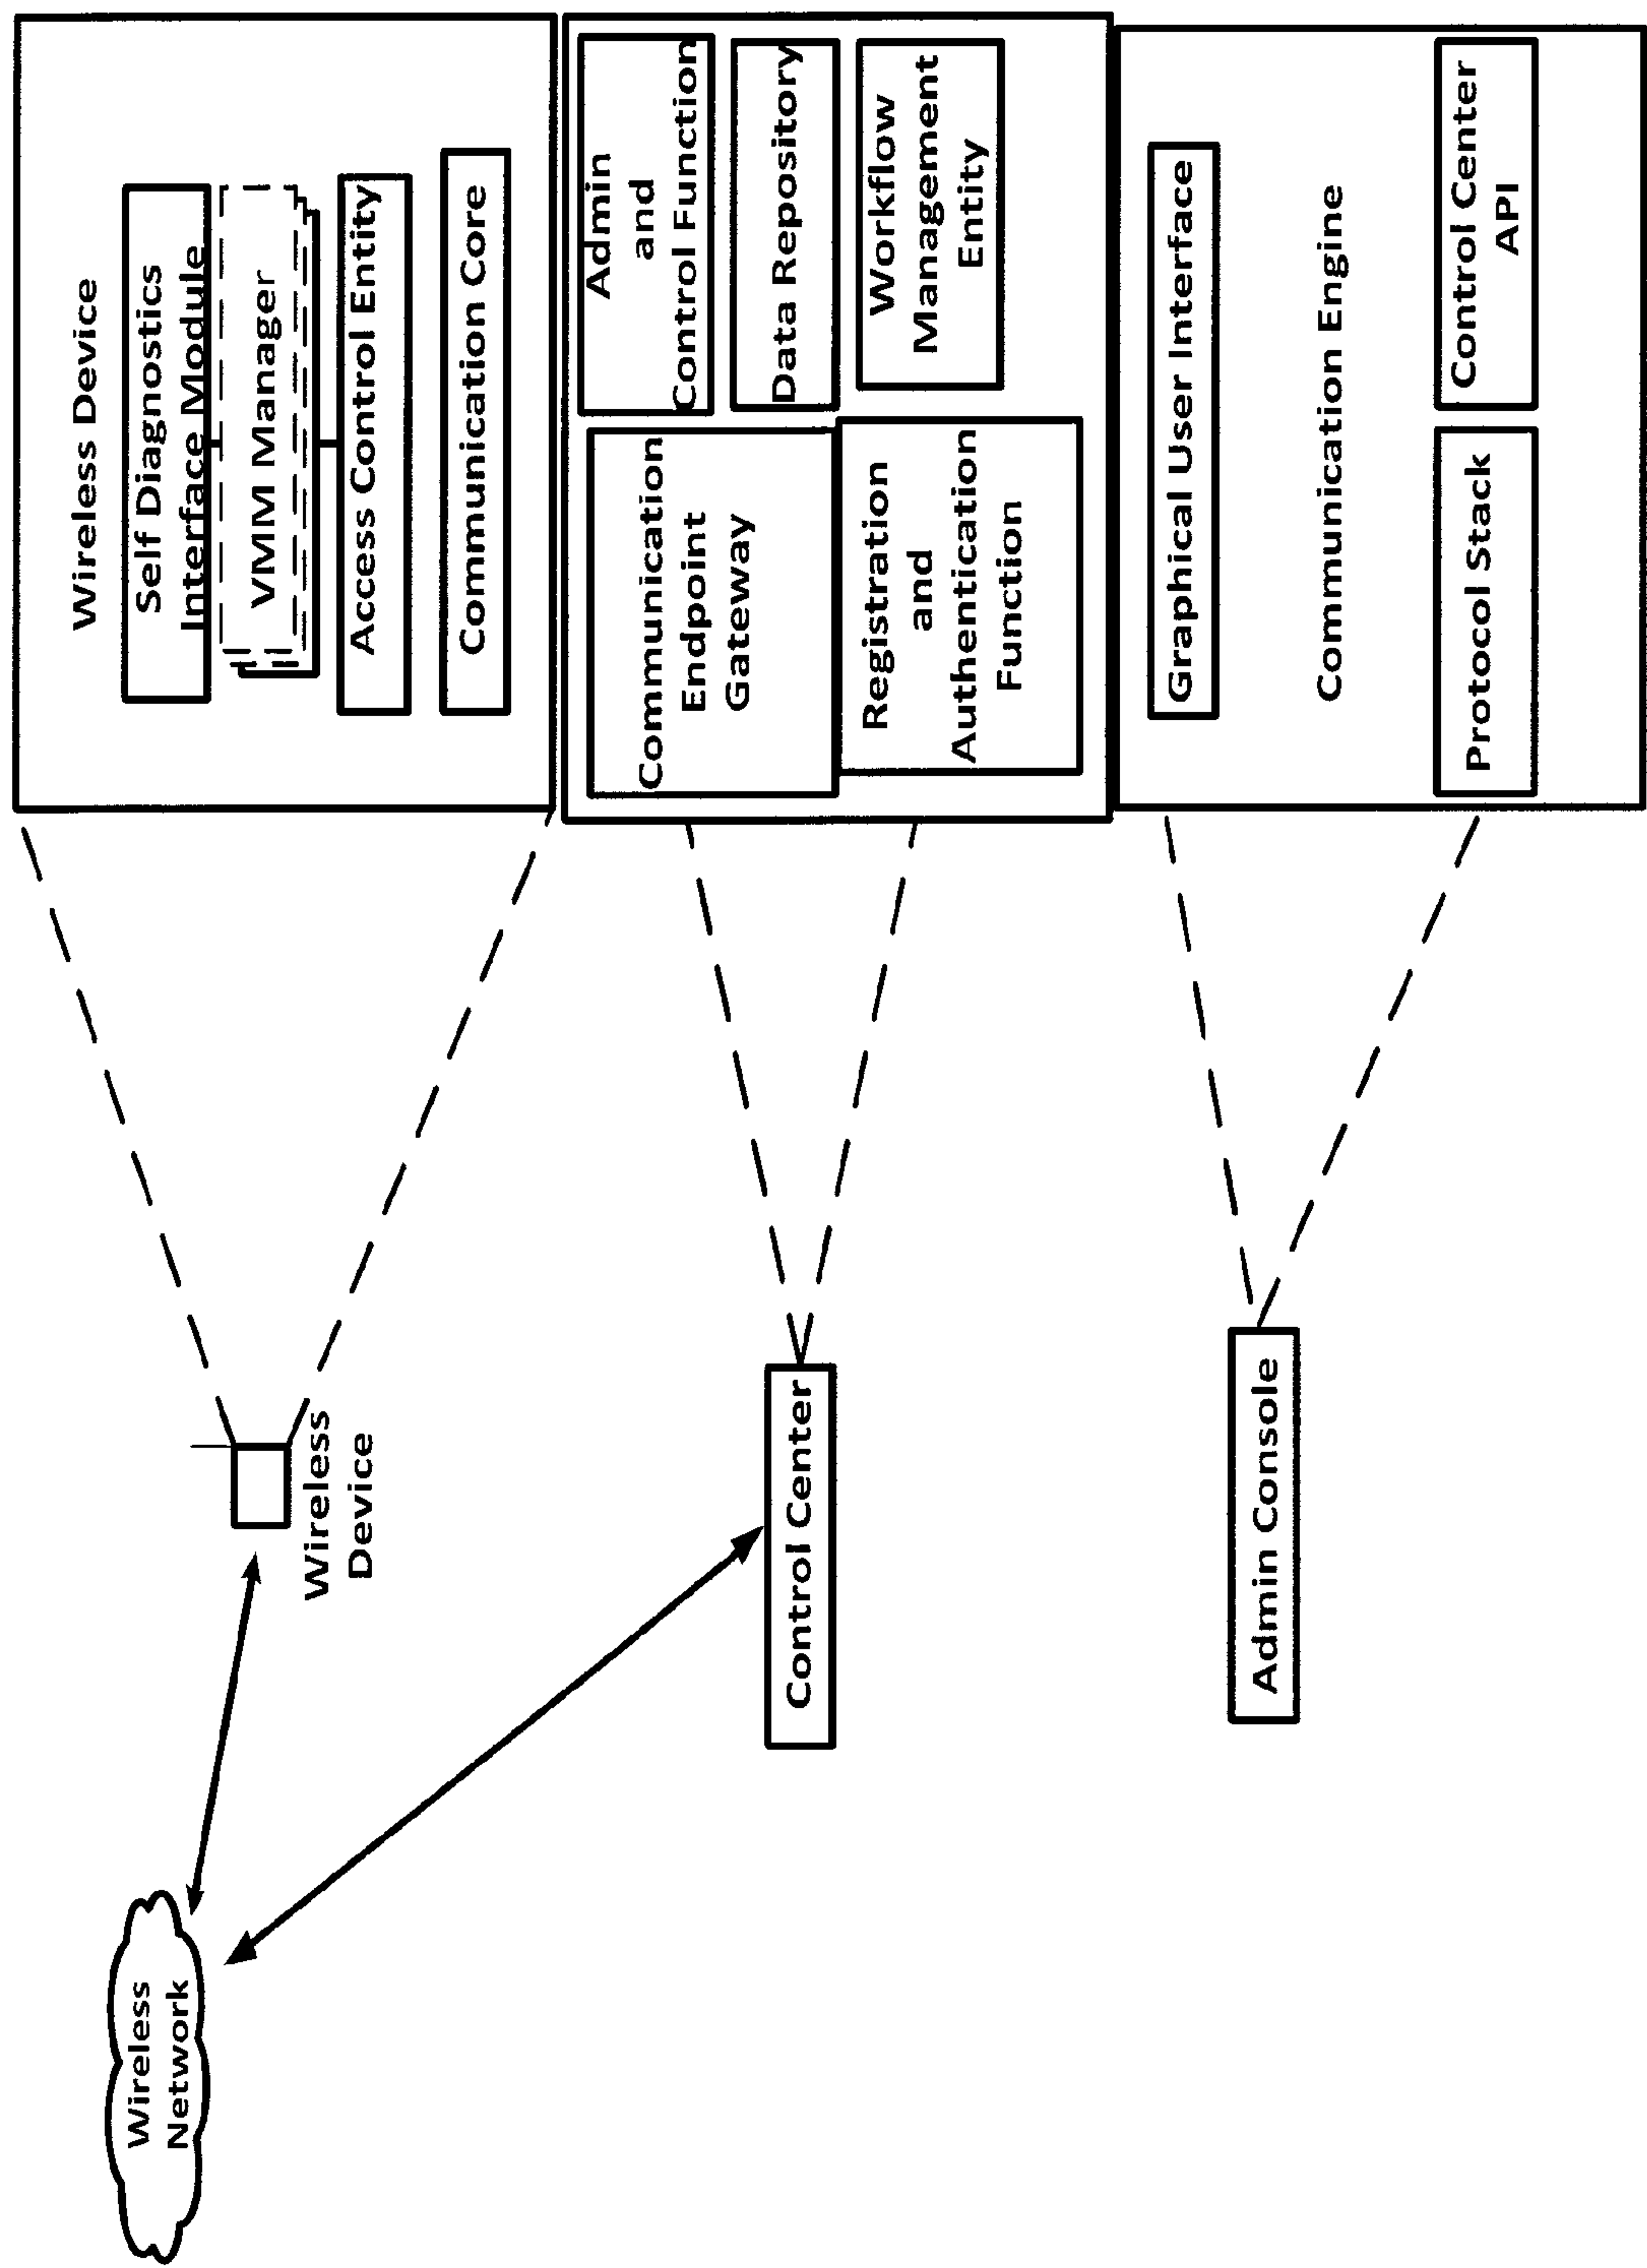 Wireless
Network
Wireless
Device
Control Center
Admin Console
Wireless Device
Self Diagnostics
Interface Module
VMM Manager
Access Control Entity
Communication Core
Communication
Endpoint
Gateway
Registration
and
Authentication
Function
Admin
and
Control Function
Data Repository
Workflow
Management
Entity
Graphical User Interface
Communication Engine
Protocol Stack
Control Center
API